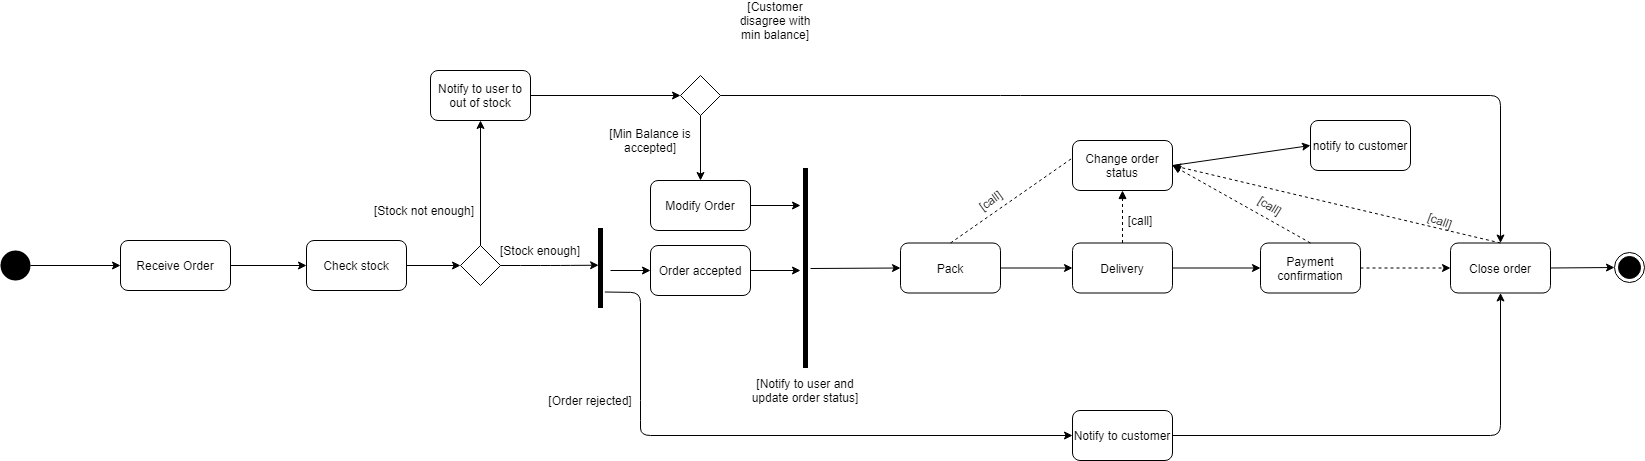 [Customer
disagree with
min balance]
Notify to user to
out of stock
[Min Balance is
accepted]
notify to customer
Change order
status
[call]
[call]
[call]
[call]
Modify Order
[Stock not enough]
[Stock enough]
Receive Order
Check stock
Order accepted
Pack
Delivery
Payment
confirmation
Close order
[Notify to user and
update order status]
[Order rejected]
Notify to customer